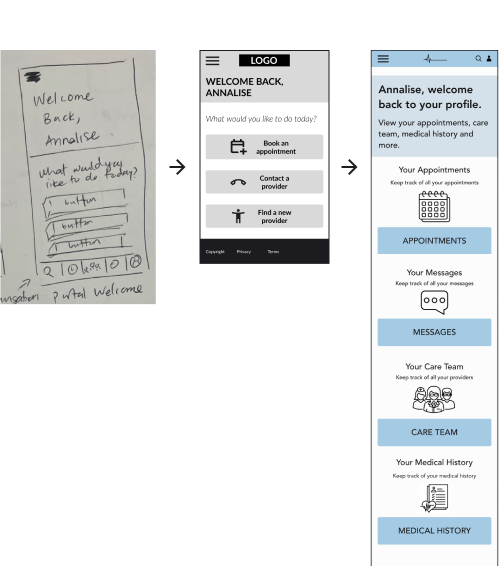 Welcome
Back,
Annalise.
What would you
like to do today?
button
button
button
Portal Welcome
LOGO
WELCOME BACK,
ANNALISE
What would you like to do today?
Book an
appointment
Contact a
provider
Find a new
provider
Copyright Privacy Terms
Annalise, welcome
back to your profile.
View your appointments, care
team, medical history and
more.
Your Appointments
Keep track of all your appointments
APPOINTMENTS
Your Messages
Keep track of all your messages
MESSAGES
Your Care Team
Keep track of all your providers
CARE TEAM
Your Medical History
Keep track of your medical history
MEDICAL HISTORY